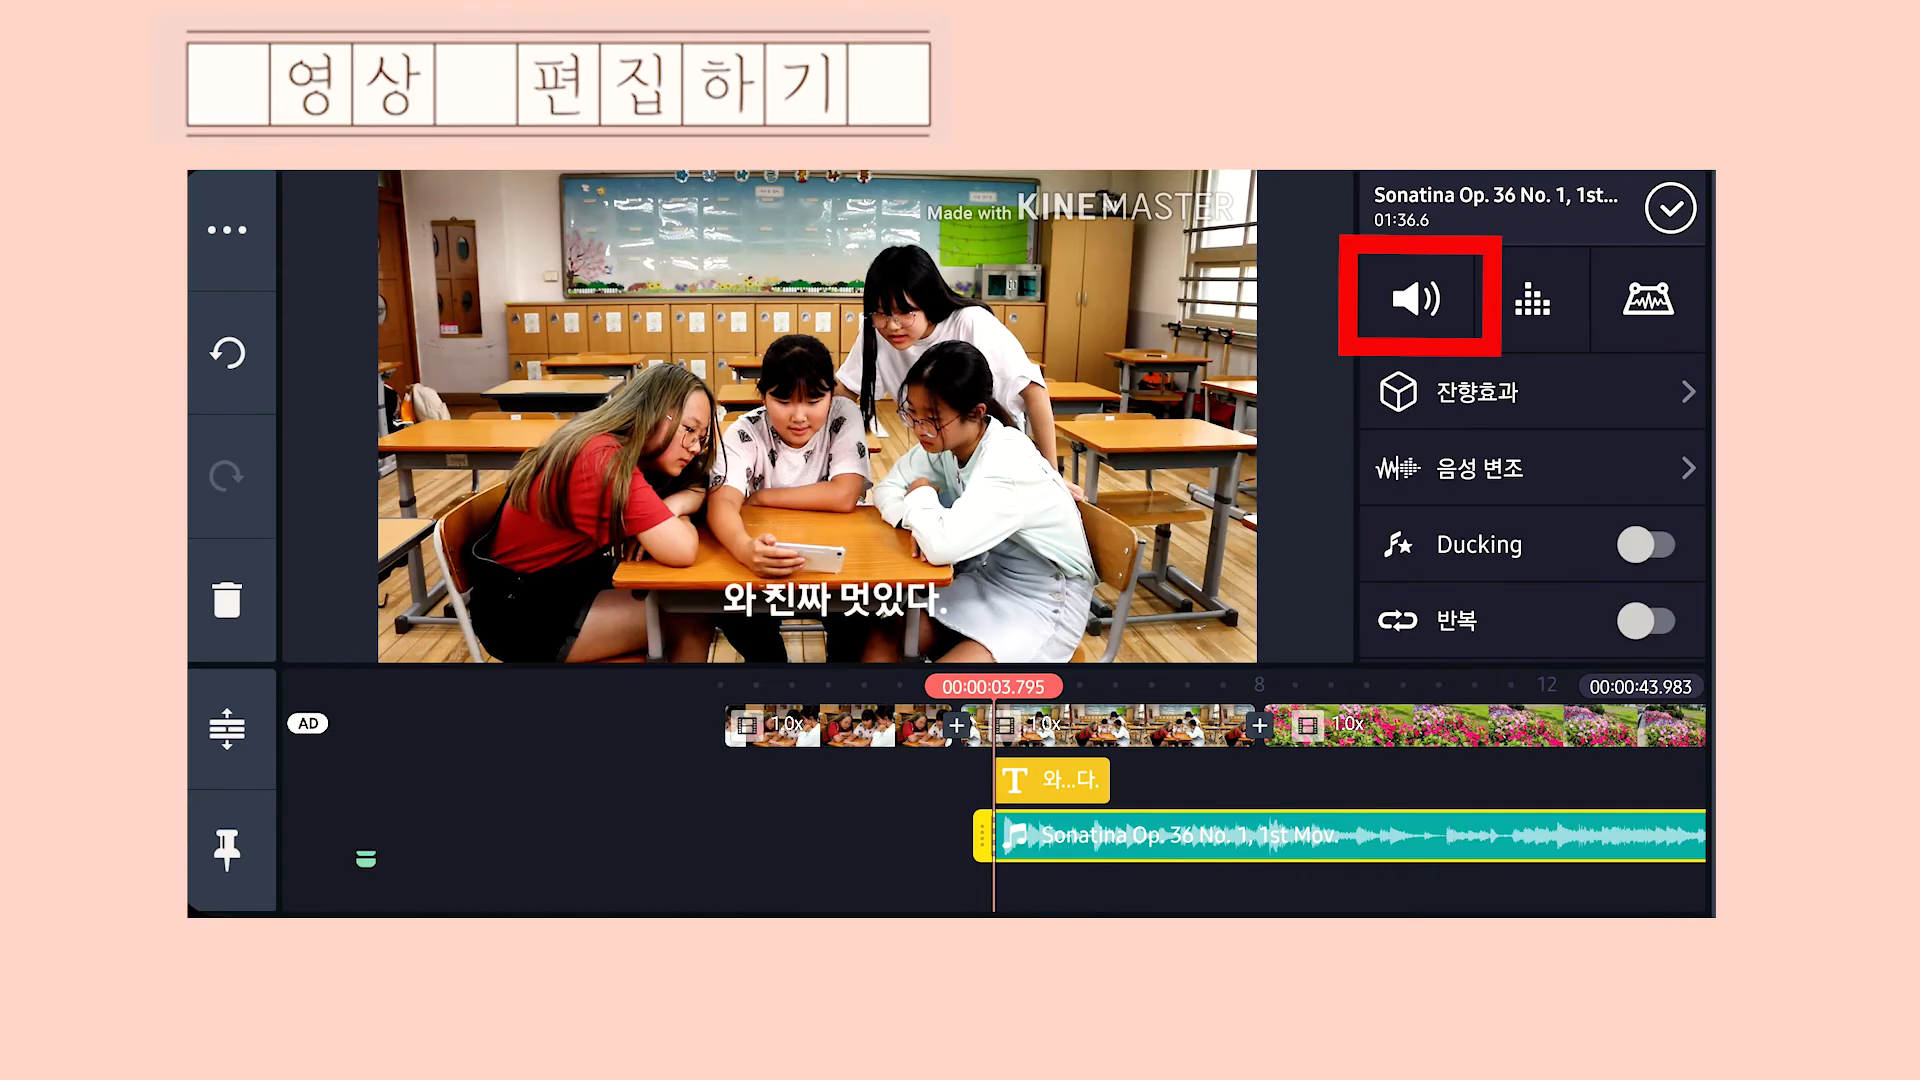 영상 편집하기
Made with KINEMASTER
와 진짜 멋있다.
Sonatina Op. 36 No. 1, 1st...
01:36.6
잔향효과
음성 변조
Ducking
반복
00:00:03.795
8
12
00:00:43.983
AD
1.0x
1.0x
1.0x
T 와...다.
Sonatina Op. 36 No. 1, 1st Mov.